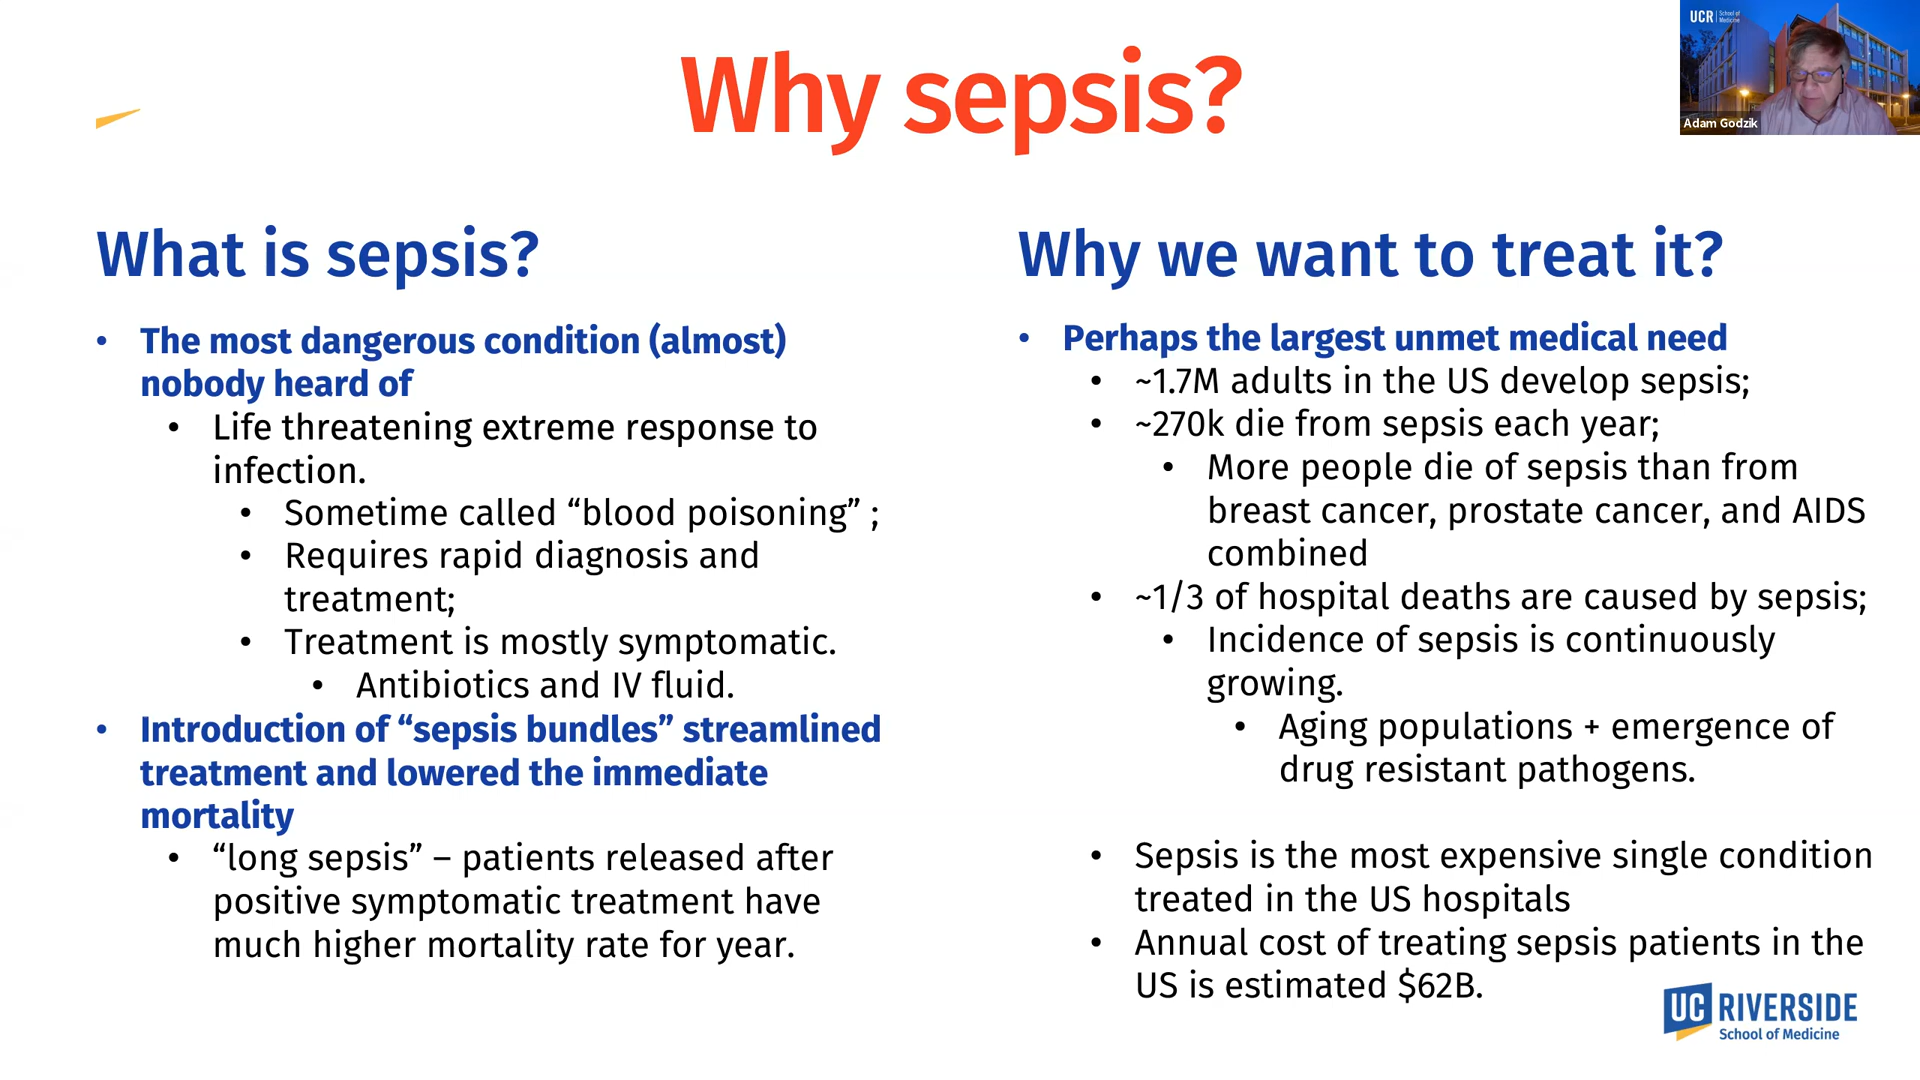 Why sepsis?
UCR School of
Medicine
Adam Godzik
What is sepsis?
• The most dangerous condition (almost)
nobody heard of
• Life threatening extreme response to
infection.
• Sometime called “blood poisoning” ;
• Requires rapid diagnosis and
treatment;
• Treatment is mostly symptomatic.
• Antibiotics and IV fluid.
• Introduction of “sepsis bundles” streamlined
treatment and lowered the immediate
mortality
• “long sepsis” – patients released after
positive symptomatic treatment have
much higher mortality rate for year.
Why we want to treat it?
• Perhaps the largest unmet medical need
• ~1.7M adults in the US develop sepsis;
• ~270k die from sepsis each year;
• More people die of sepsis than from
breast cancer, prostate cancer, and AIDS
combined
• ~1/3 of hospital deaths are caused by sepsis;
• Incidence of sepsis is continuously
growing.
• Aging populations + emergence of
drug resistant pathogens.
• Sepsis is the most expensive single condition
treated in the US hospitals
• Annual cost of treating sepsis patients in the
US is estimated $62B.
UC RIVERSIDE
School of Medicine